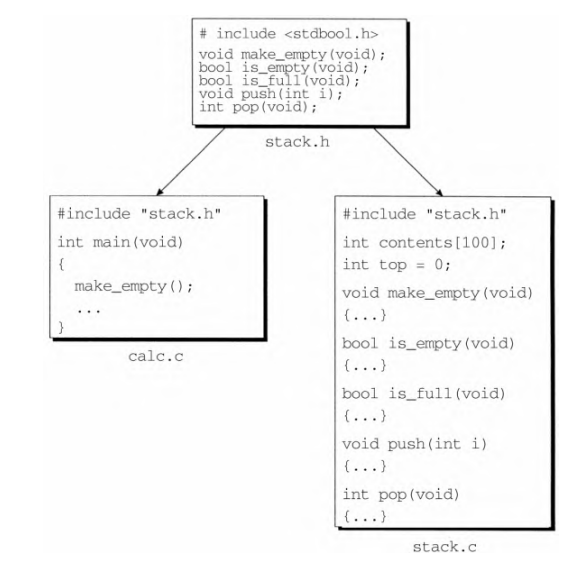 # include <stdbool.h>
void make_empty(void);
bool is_empty(void);
bool is_full(void);
void push(int i);
int pop(void);
stack.h
#include "stack.h"
int main(void)
{
make_empty();
...
}
calc.c
#include "stack.h"
int contents[100];
int top = 0;
void make_empty(void)
{...}
bool is_empty(void)
{...}
bool is_full(void)
{...}
void push(int i)
{...}
int pop(void)
{...}
stack.c